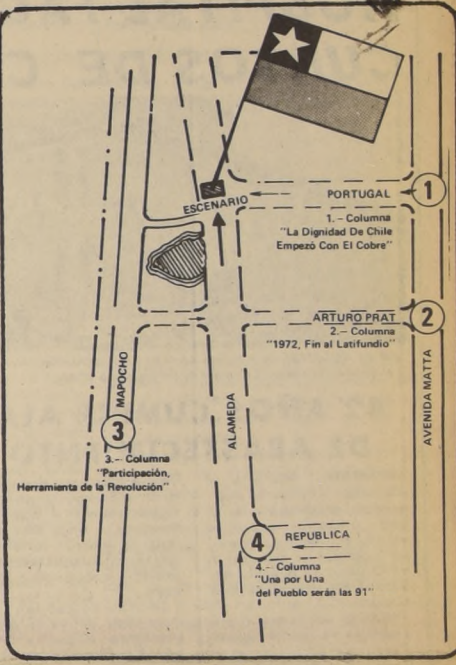 ESCENARIO
PORTUGAL
1
1.- Columna
"La Dignidad De Chile
Empezó Con El Cobre"
ARTURO PRAT
2
2.- Columna
"1972, Fin al Latifundio"
MAPOCHO
ALAMEDA
AVENIDA MATTA
3
3.- Columna
"Participación,
Herramienta de la Revolución"
4
REPUBLICA
4.- Columna
"Una por Una
del Pueblo serán las 91"